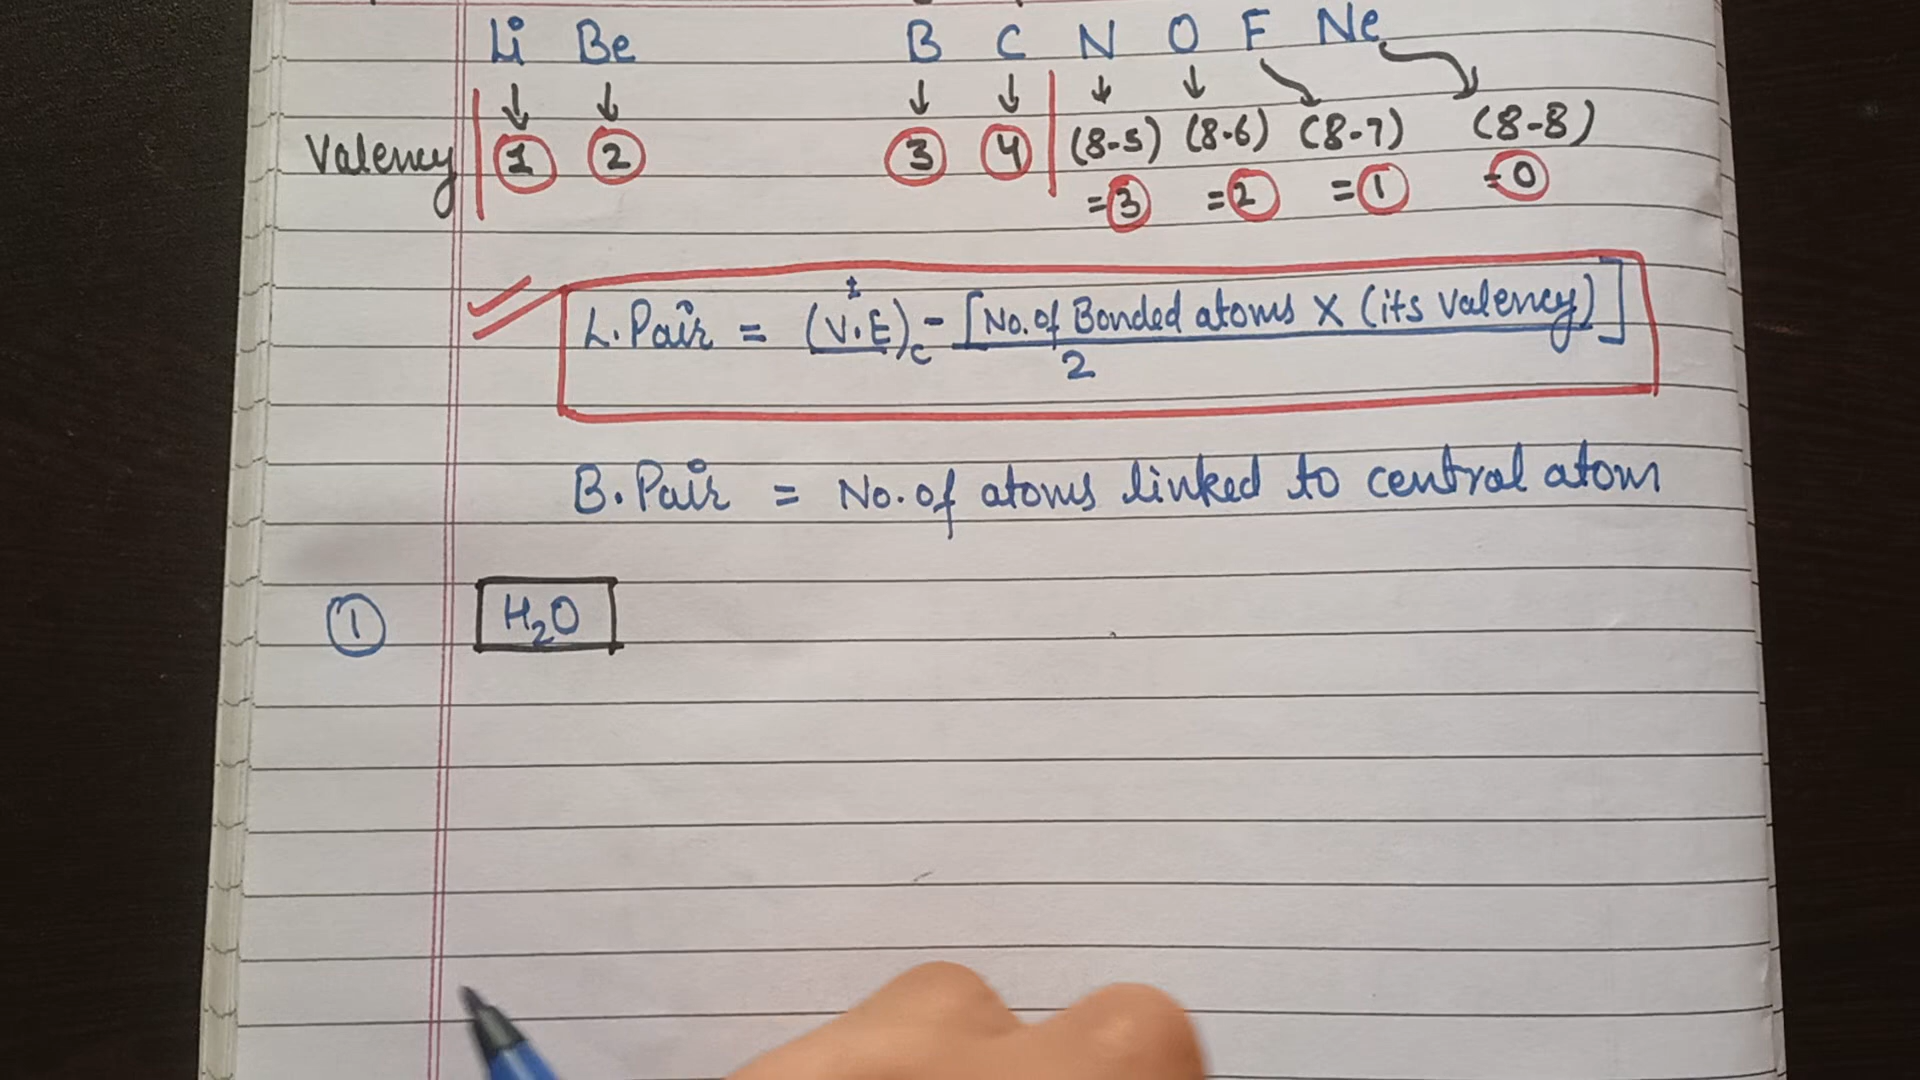 Li Be B C N O F Ne
↓ ↓ ↓ ↓ ↓ ↓ ↘ ↘
Valency 1 2 3 4 (8-5) (8-6) (8-7) (8-8)
=3 =2 =1 =0
L.Pair = (V.E)c ± - [No. of Bonded atoms X (its valency)]
2
B.Pair = No. of atoms linked to central atom
① H₂O